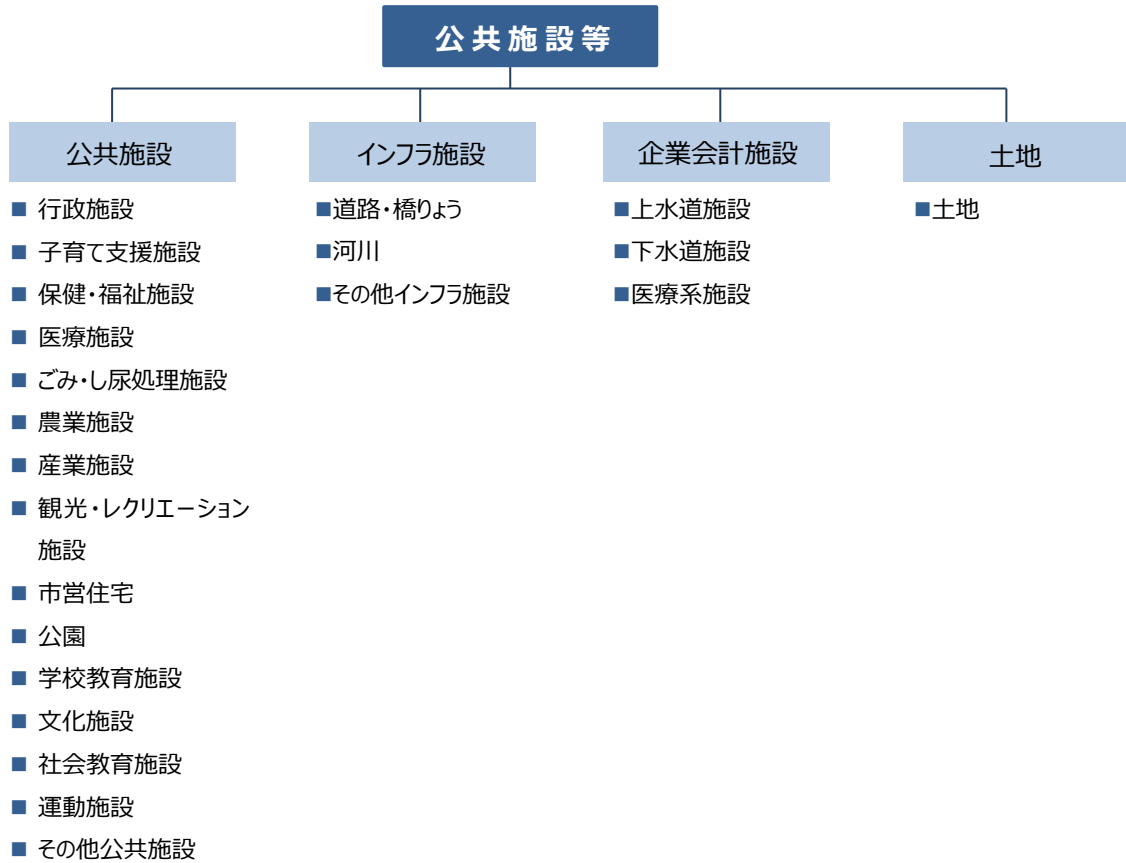 公共施設等
公共施設
■ 行政施設
■ 子育て支援施設
■ 保健・福祉施設
■ 医療施設
■ ごみ・し尿処理施設
■ 農業施設
■ 産業施設
■ 観光・レクリエーション
施設
■ 市営住宅
■ 公園
■ 学校教育施設
■ 文化施設
■ 社会教育施設
■ 運動施設
■ その他公共施設
インフラ施設
■道路・橋りょう
■河川
■その他インフラ施設
企業会計施設
■上水道施設
■下水道施設
■医療系施設
土地
■土地